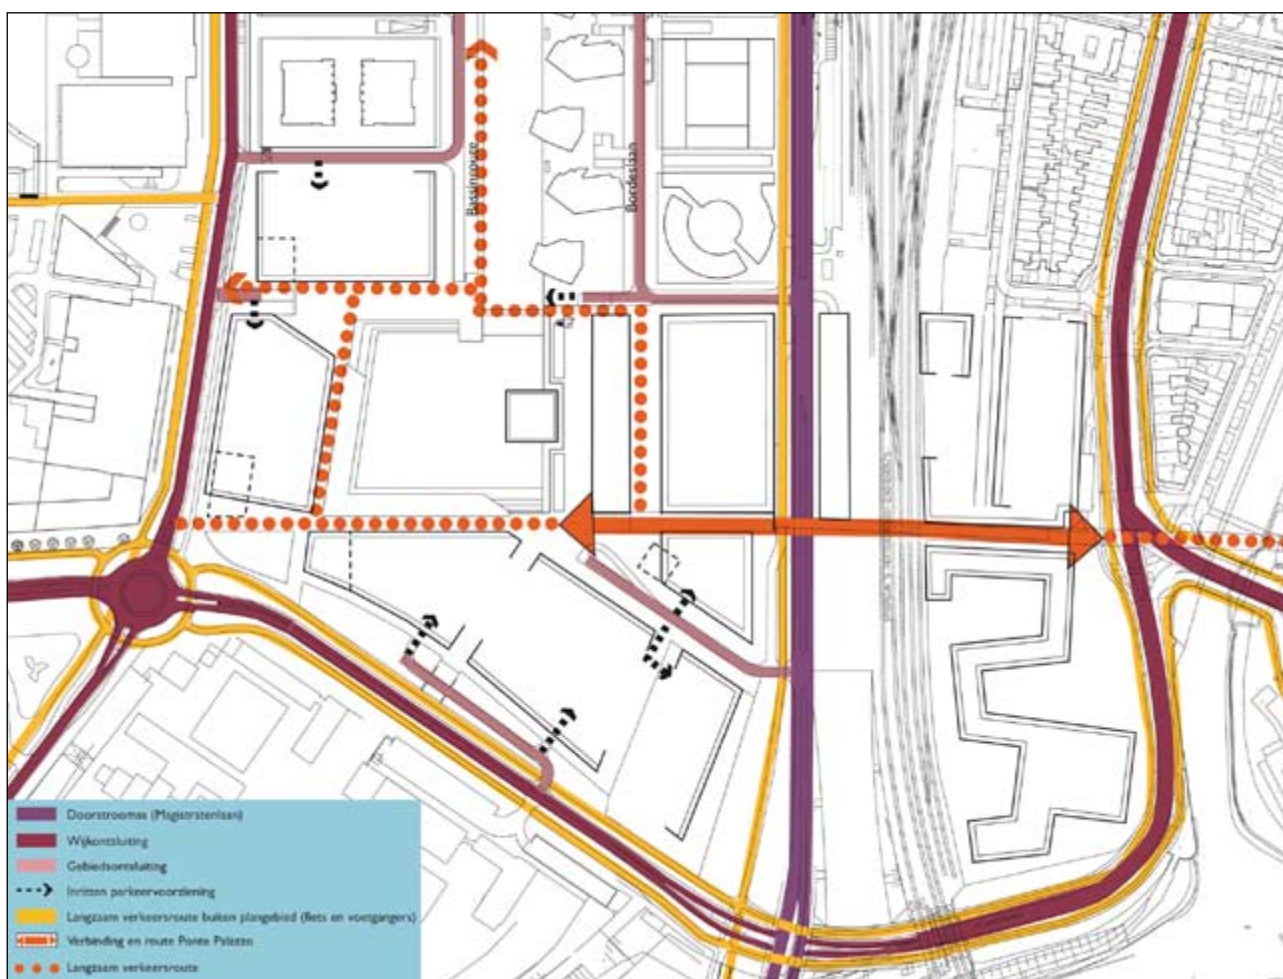 Bassinroute
Bordeslaan
Doorstroomas (Magistratenlaan)
Wijkontsluiting
Gebiedsontsluiting
Inritten parkeervoorziening
Langzaam verkeersroute buiten plangebied (fiets en voetgangers)
Verbinding en route Ponte Palazzo
Langzaam verkeersroute